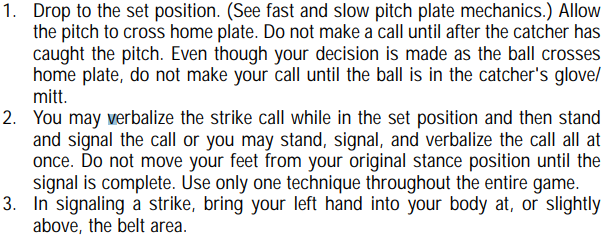 1. Drop to the set position. (See fast and slow pitch plate mechanics.) Allow
the pitch to cross home plate. Do not make a call until after the catcher has
caught the pitch. Even though your decision is made as the ball crosses
home plate, do not make your call until the ball is in the catcher's glove/
mitt.
2. You may verbalize the strike call while in the set position and then stand
and signal the call or you may stand, signal, and verbalize the call all at
once. Do not move your feet from your original stance position until the
signal is complete. Use only one technique throughout the entire game.
3. In signaling a strike, bring your left hand into your body at, or slightly
above, the belt area.